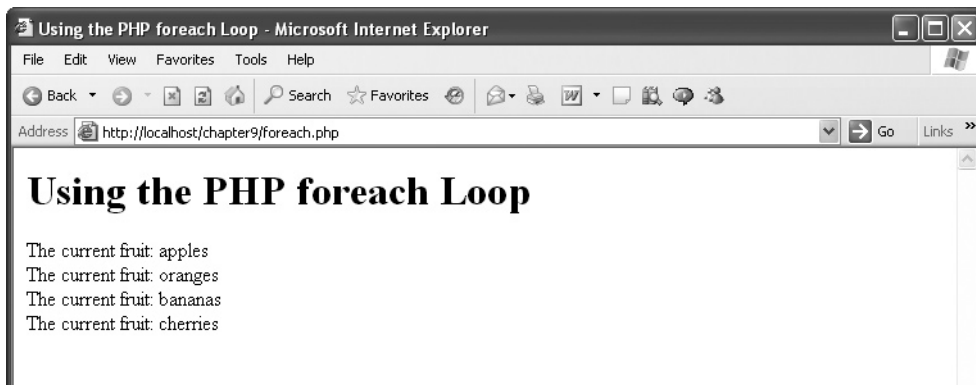 Using the PHP foreach Loop - Microsoft Internet Explorer
File Edit View Favorites Tools Help
Back Search Favorites
Address http://localhost/chapter9/foreach.php Go Links »
Using the PHP foreach Loop
The current fruit: apples
The current fruit: oranges
The current fruit: bananas
The current fruit: cherries